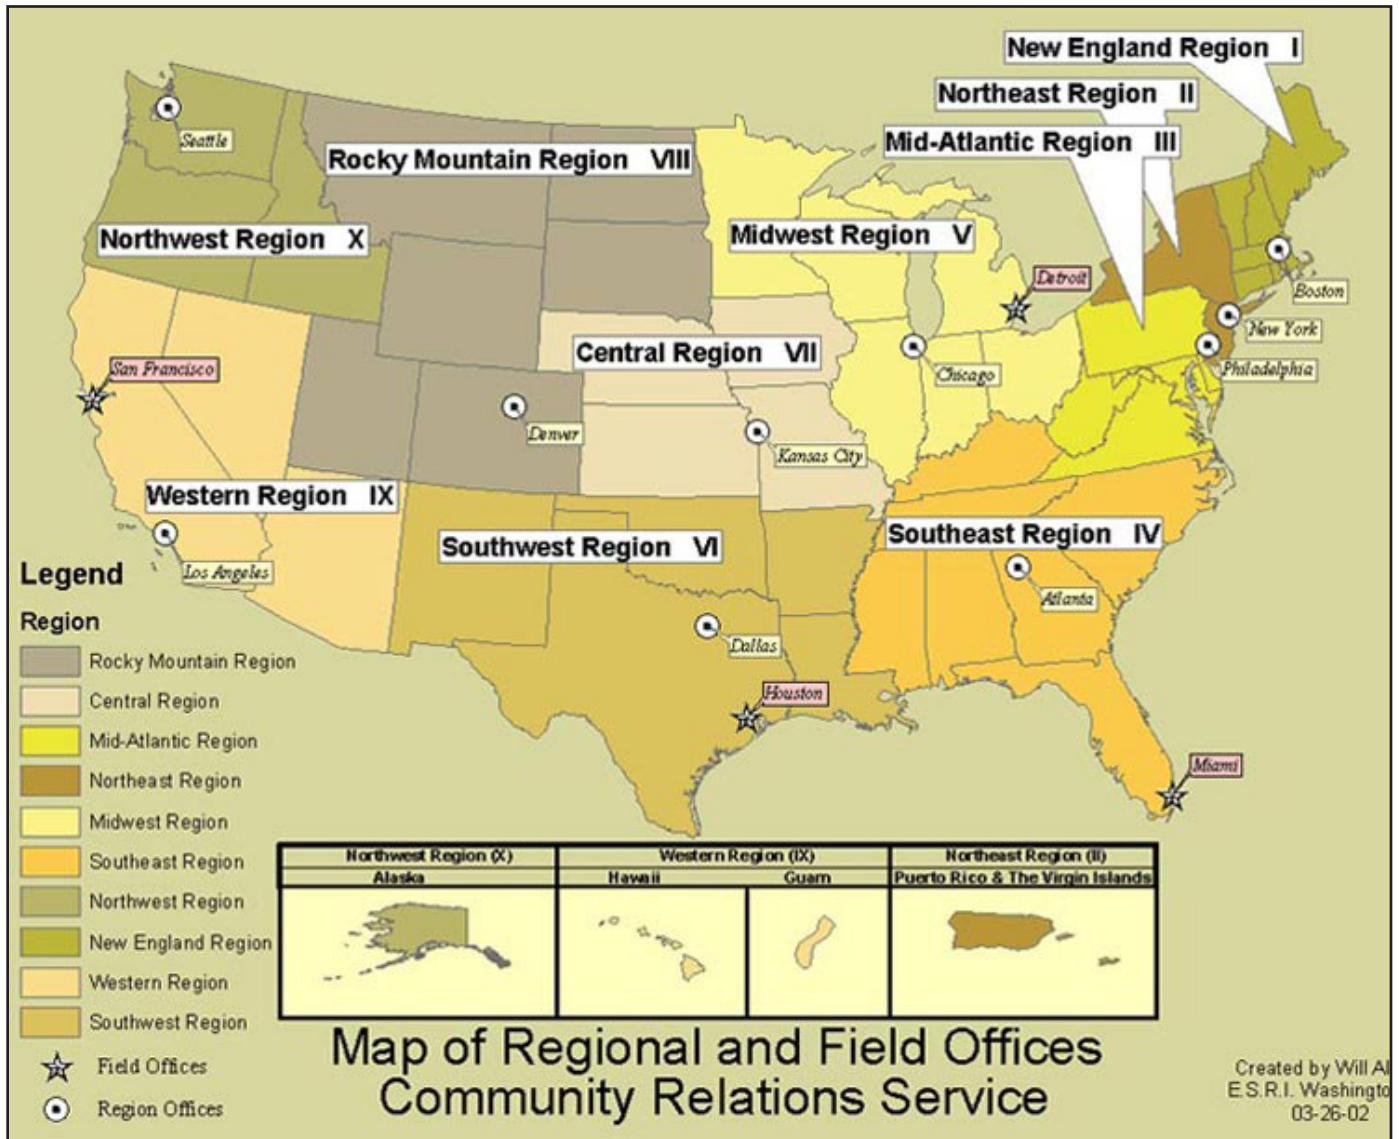 New England Region I
Northeast Region II
Mid-Atlantic Region III
Seattle
Rocky Mountain Region VIII
Northwest Region X
Midwest Region V
Detroit
Boston
New York
Central Region VII
San Francisco
Chicago
Philadelphia
Denver
Kansas City
Western Region IX
Southwest Region VI
Southeast Region IV
Los Angeles
Atlanta
Dallas
Houston
Miami
Legend
Region
Rocky Mountain Region
Central Region
Mid-Atlantic Region
Northeast Region
Midwest Region
Southeast Region
Northwest Region
New England Region
Western Region
Southwest Region
Field Offices
Region Offices
Northwest Region (X)
Western Region (IX)
Northeast Region (II)
Alaska
Hawaii
Guam
Puerto Rico & The Virgin Islands
Map of Regional and Field Offices
Community Relations Service
Created by Will Al
E.S.R.I. Washingto
03-26-02